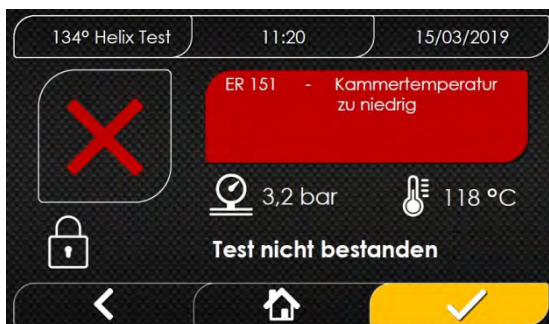 134° Helix Test
11:20
15/03/2019
ER 151 - Kammertemperatur
zu niedrig
3,2 bar
118 °C
Test nicht bestanden